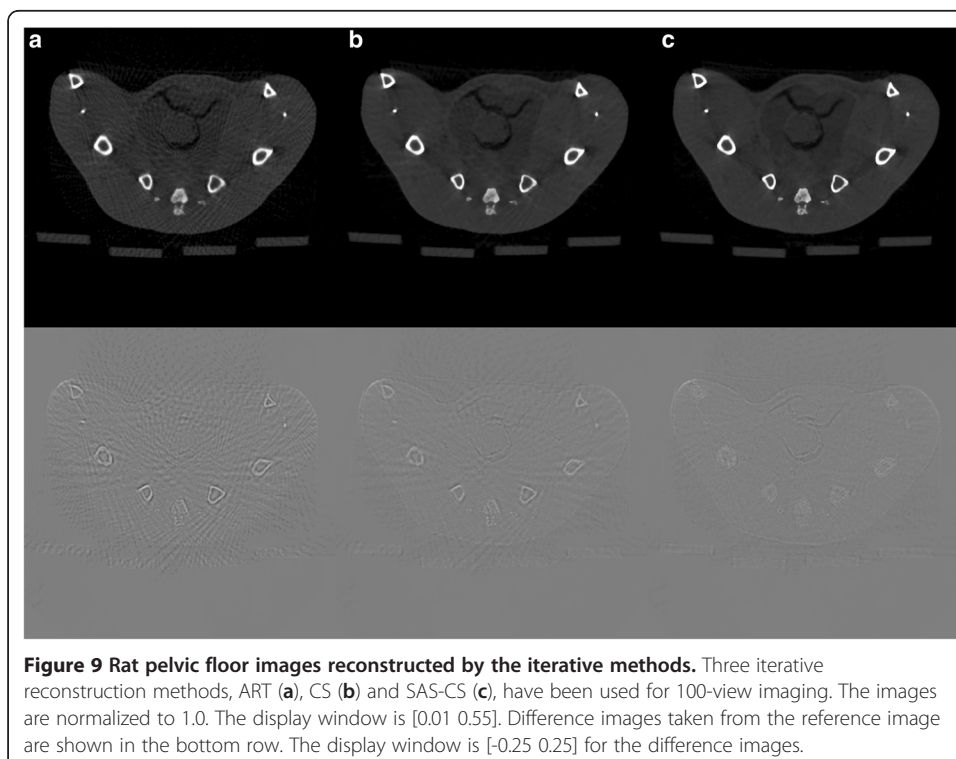 a b c
Figure 9 Rat pelvic floor images reconstructed by the iterative methods. Three iterative
reconstruction methods, ART (a), CS (b) and SAS-CS (c), have been used for 100-view imaging. The images
are normalized to 1.0. The display window is [0.01 0.55]. Difference images taken from the reference image
are shown in the bottom row. The display window is [-0.25 0.25] for the difference images.